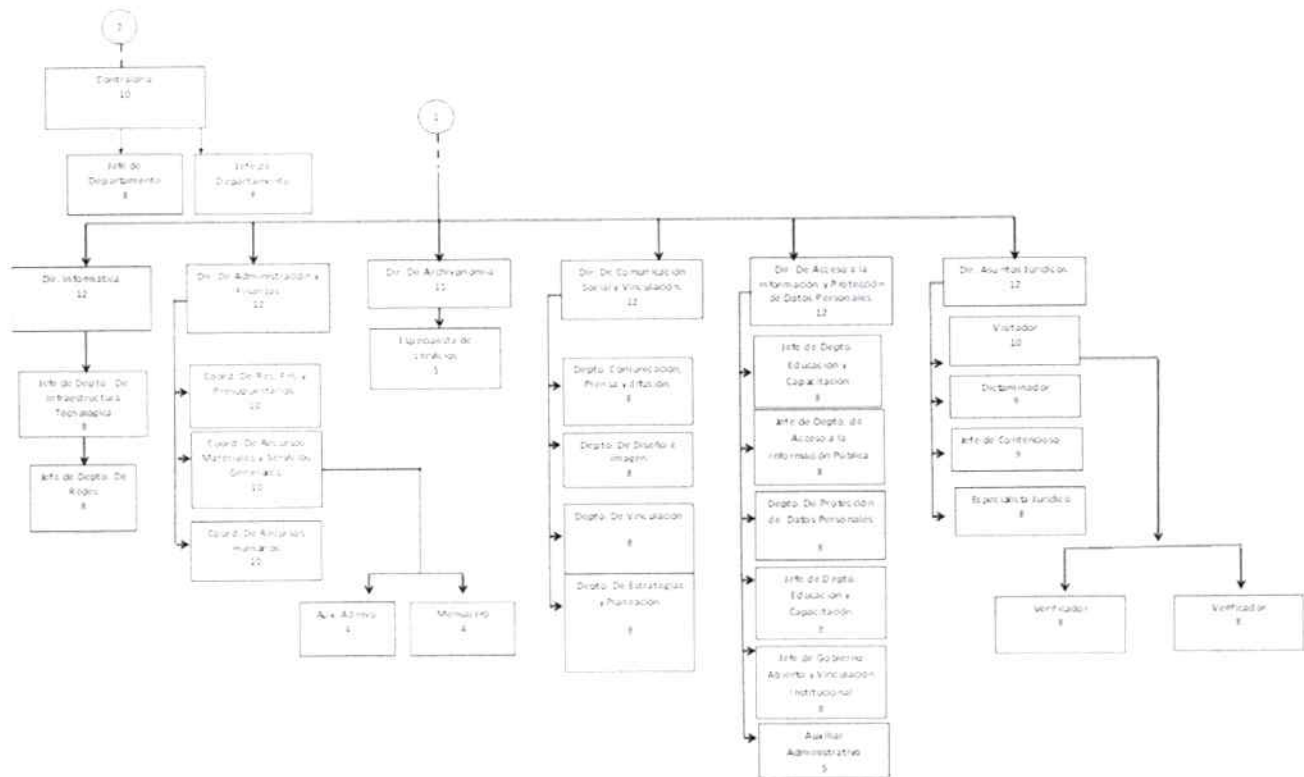 2
Contraloría
10
1
Jefe de
Departamento
8
Jefe de
Departamento
Dir. Informática
12
Dir. De Administración y
Finanzas
12
Dir. De Archivonomía
11
Dir. De Comunicación
Social y Vinculación.
12
Dir. De Acceso a la
Información y Protección
de Datos Personales
12
Dir. Asuntos Jurídicos
12
Jefe de Depto. De
Infraestructura
Tecnológica
8
Jefe de Depto. De
Redes
8
Coord. De Res. Fin. y
Presupuestarios
10
Coord. De Recursos
Materiales y Servicios
Generales
10
Coord. De Recursos
Humanos
10
Aux. Admvo
4
Mensajero
4
servicios
5
Depto. Comunicación,
Prensa y difusión
8
Depto. De Diseño e
imagen
8
Depto. De Vinculación
8
Depto. De Estrategias
y Planeación
8
Jefe de Depto.
Educación y
Capacitación
8
Jefe de Depto. de
Acceso a la
Información Pública
8
Depto. De Protección
de Datos Personales
8
Jefe de Depto.
Educación y
Capacitación
8
Jefe de Gobierno
Abierto y Vinculación
Institucional
8
Auxiliar
Administrativo
5
Visitador
10
Dictaminador
9
Jefe de Contencioso
9
Especialista Jurídico
8
Verificador
8
Verificador
8